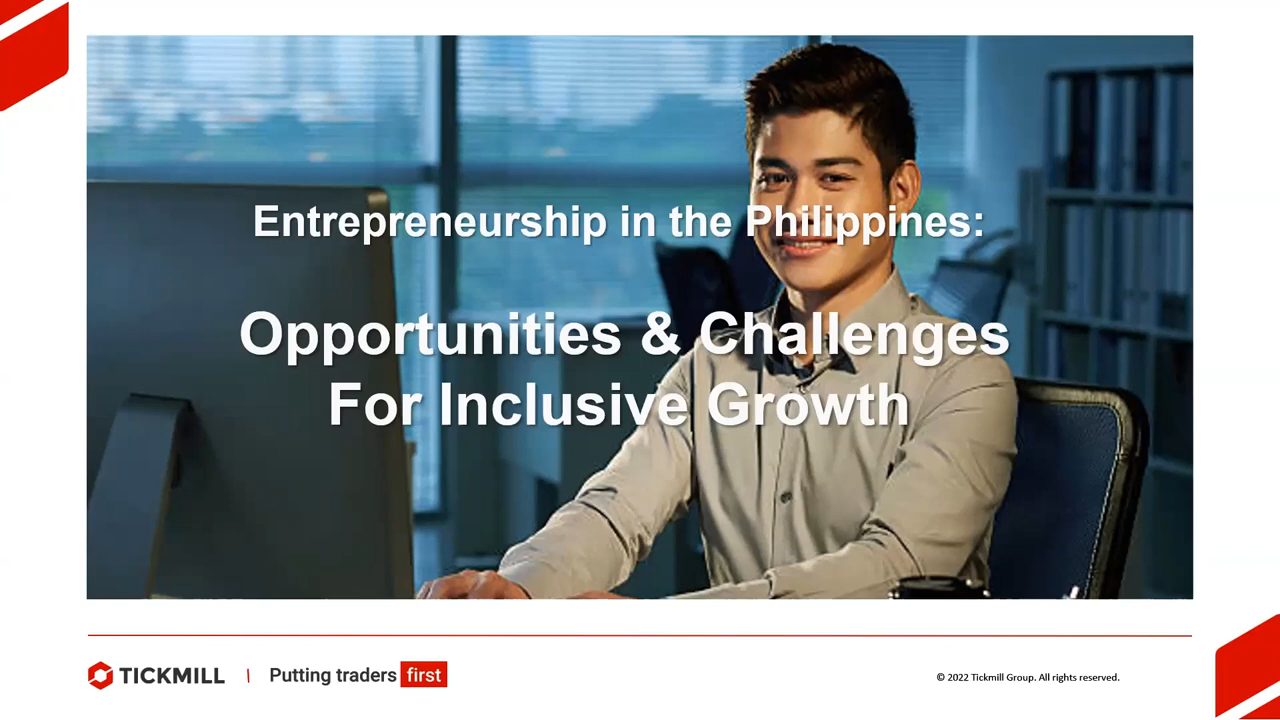 Entrepreneurship in the Philippines:
Opportunities & Challenges
For Inclusive Growth
TICKMILL | Putting traders first
© 2022 Tickmill Group. All rights reserved.